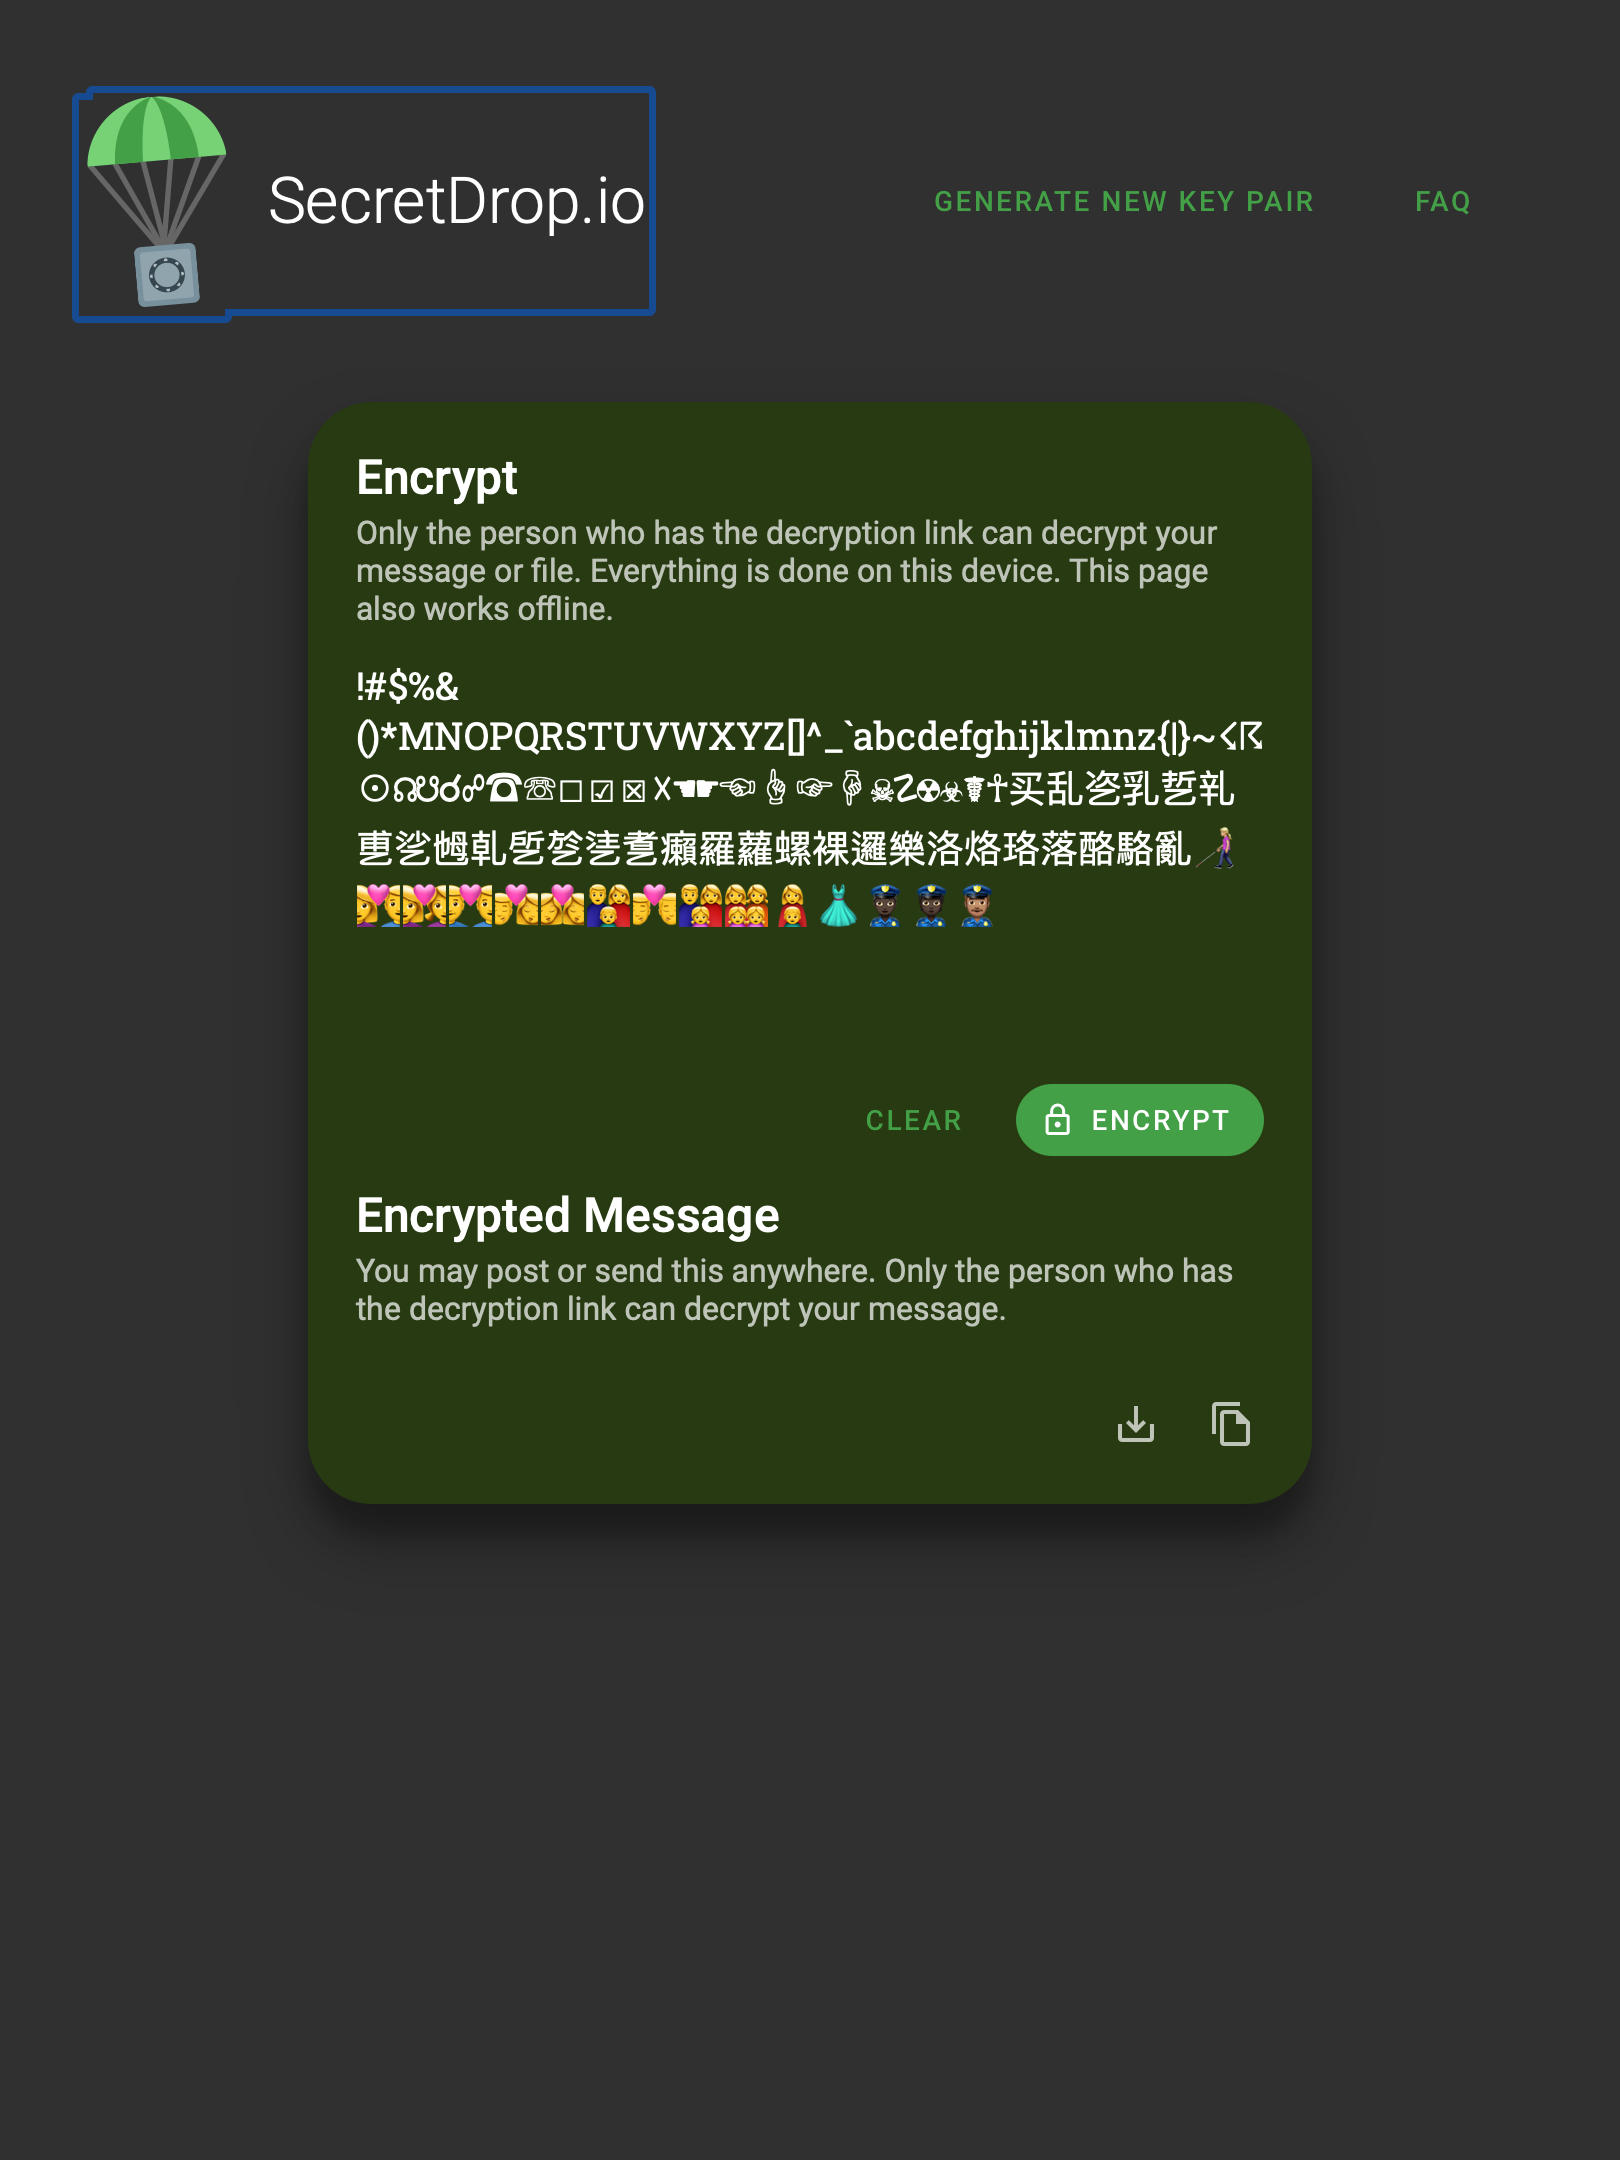 SecretDrop.io
GENERATE NEW KEY PAIR
FAQ
Encrypt
Only the person who has the decryption link can decrypt your
message or file. Everything is done on this device. This page
also works offline.
!#$%&
()*MNOPQRSTUVWXYZ[]^_`abcdefghijklmnz{|}~☇☈
☉☊☋☌☍☎☏☐☑☒☓☚☛☜☝☞☟☠☡☢☣☤☥买乱乲乳乴乵
乶乷乸乹乺乻乼乽癩羅蘿螺裸邏樂洛烙珞落酪駱亂👩🏼‍🦯
👩‍❤️‍👨👩‍❤️‍👩👨‍❤️‍👨👨‍❤️‍💋‍👩👩‍❤️‍💋‍👩👨‍👩‍👦👨‍❤️‍💋‍👨👨‍👩‍👧👩‍👩‍👧‍👧👩‍👦👗👮🏿👮🏿👮🏽
CLEAR
ENCRYPT
Encrypted Message
You may post or send this anywhere. Only the person who has
the decryption link can decrypt your message.